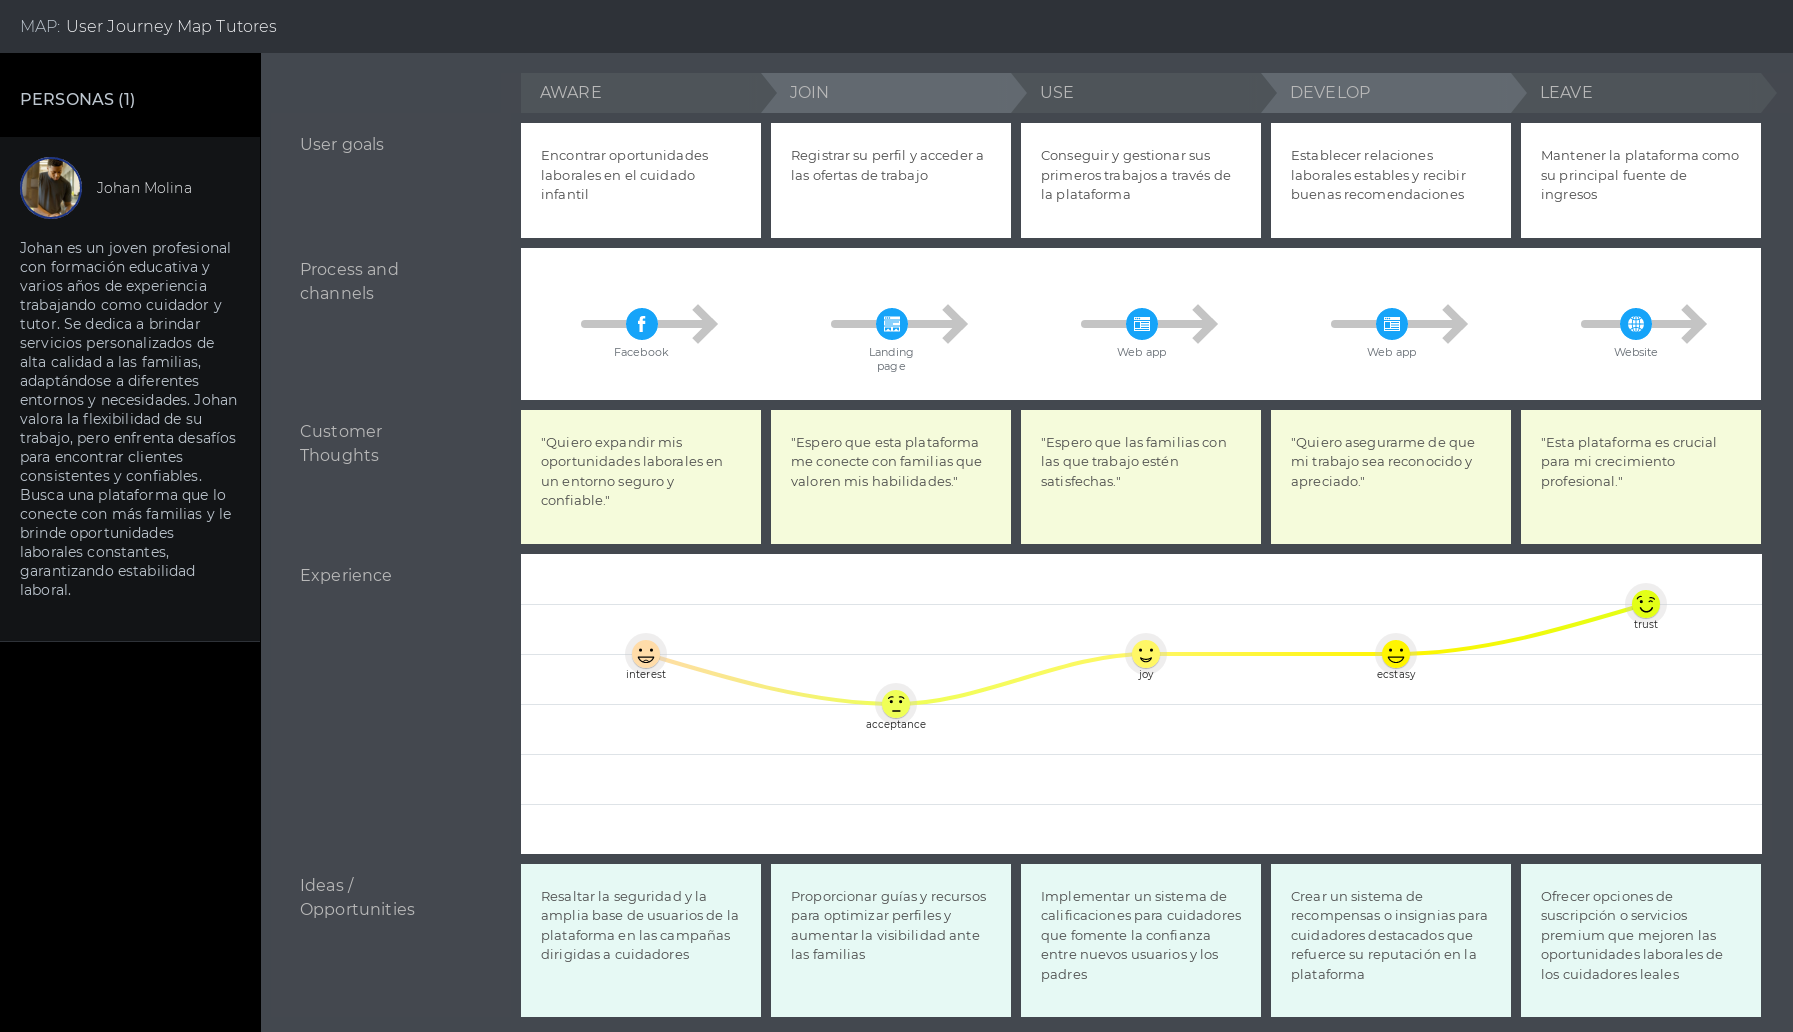 MAP: User Journey Map Tutores
PERSONAS (1)
Johan Molina
Johan es un joven profesional
con formación educativa y
varios años de experiencia
trabajando como cuidador y
tutor. Se dedica a brindar
servicios personalizados de
alta calidad a las familias,
adaptándose a diferentes
entornos y necesidades. Johan
valora la flexibilidad de su
trabajo, pero enfrenta desafíos
para encontrar clientes
consistentes y confiables.
Busca una plataforma que lo
conecte con más familias y le
brinde oportunidades
laborales constantes,
garantizando estabilidad
laboral.
AWARE
JOIN
USE
DEVELOP
LEAVE
User goals
Encontrar oportunidades
laborales en el cuidado
infantil
Registrar su perfil y acceder a
las ofertas de trabajo
Conseguir y gestionar sus
primeros trabajos a través de
la plataforma
Establecer relaciones
laborales estables y recibir
buenas recomendaciones
Mantener la plataforma como
su principal fuente de
ingresos
Process and
channels
Facebook
Landing
page
Web app
Web app
Website
Customer
Thoughts
"Quiero expandir mis
oportunidades laborales en
un entorno seguro y
confiable."
"Espero que esta plataforma
me conecte con familias que
valoren mis habilidades."
"Espero que las familias con
las que trabajo estén
satisfechas."
"Quiero asegurarme de que
mi trabajo sea reconocido y
apreciado."
"Esta plataforma es crucial
para mi crecimiento
profesional."
Experience
interest
acceptance
joy
ecstasy
trust
Ideas /
Opportunities
Resaltar la seguridad y la
amplia base de usuarios de la
plataforma en las campañas
dirigidas a cuidadores
Proporcionar guías y recursos
para optimizar perfiles y
aumentar la visibilidad ante
las familias
Implementar un sistema de
calificaciones para cuidadores
que fomente la confianza
entre nuevos usuarios y los
padres
Crear un sistema de
recompensas o insignias para
cuidadores destacados que
refuerce su reputación en la
plataforma
Ofrecer opciones de
suscripción o servicios
premium que mejoren las
oportunidades laborales de
los cuidadores leales